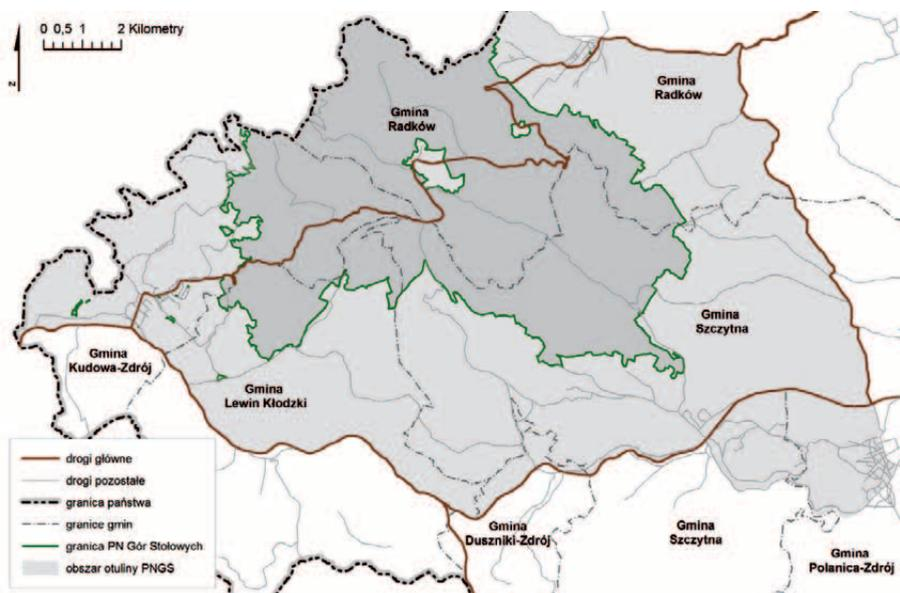 0 0,5 1 2 Kilometry
N
Gmina
Radków
Gmina
Radków
Gmina
Szczytna
Gmina
Kudowa-Zdrój
Gmina
Lewin Kłodzki
drogi główne
drogi pozostałe
granica państwa
granice gmin
granica PN Gór Stołowych
obszar otuliny PNGS
Gmina
Duszniki-Zdrój
Gmina
Szczytna
Gmina
Polanica-Zdrój